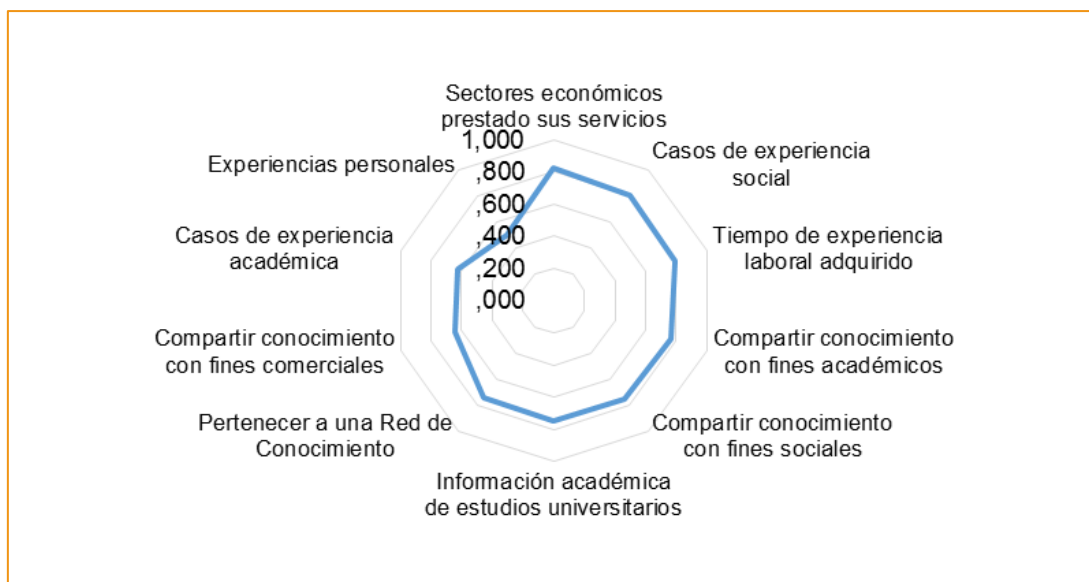 Sectores económicos
prestado sus servicios
1,000
,800
,600
,400
,200
,000
Casos de experiencia
social
Tiempo de experiencia
laboral adquirido
Compartir conocimiento
con fines académicos
Compartir conocimiento
con fines sociales
Información académica
de estudios universitarios
Pertenecer a una Red de
Conocimiento
Compartir conocimiento
con fines comerciales
Casos de experiencia
académica
Experiencias personales